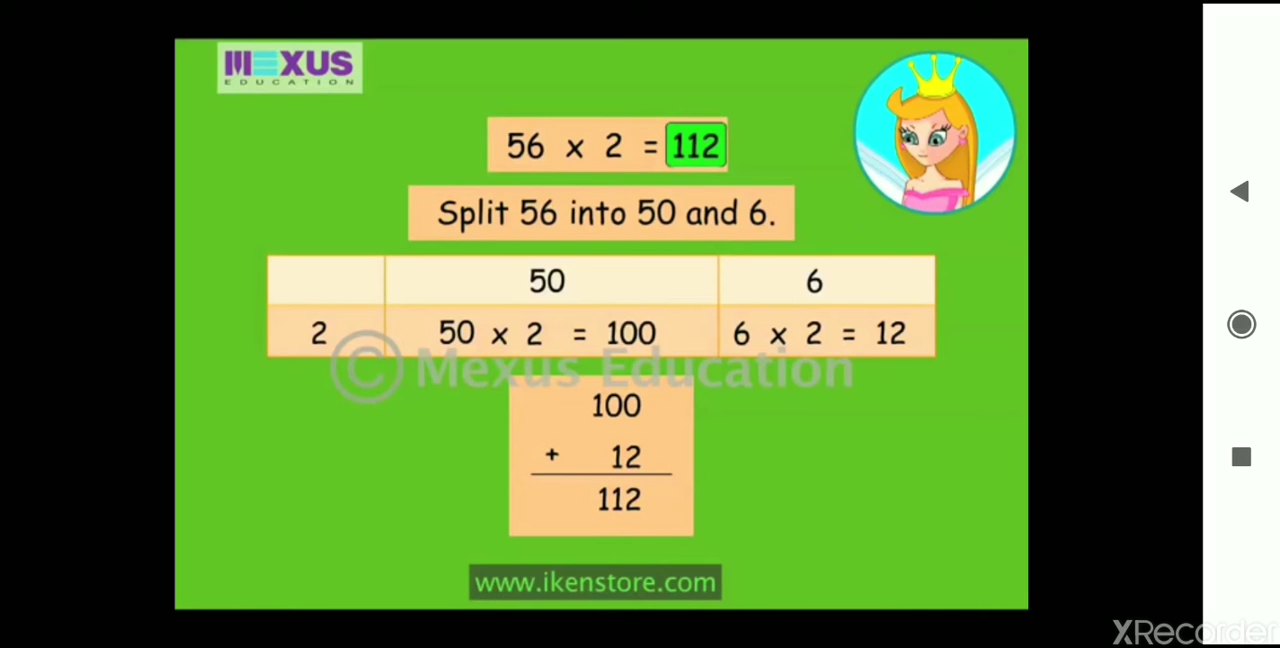 MEXUS
EDUCATION
56 x 2 = 112
Split 56 into 50 and 6.
50 6
2 50 x 2 = 100 6 x 2 = 12
© Mexus Education
100
+ 12
112
www.ikenstore.com
XRecorder